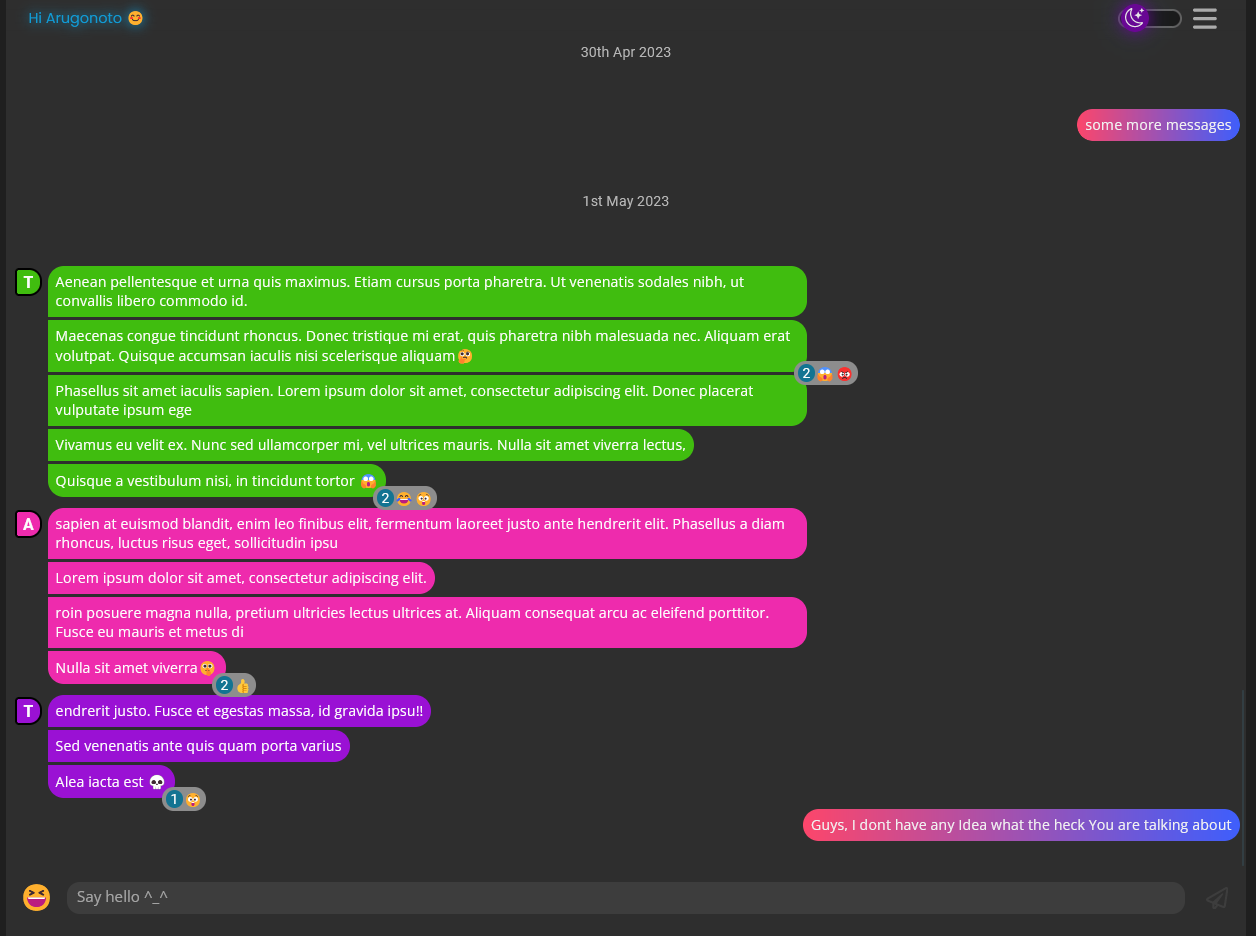 Hi Arugonoto 😊
30th Apr 2023
some more messages
1st May 2023
T
Aenean pellentesque et urna quis maximus. Etiam cursus porta pharetra. Ut venenatis sodales nibh, ut
convallis libero commodo id.
Maecenas congue tincidunt rhoncus. Donec tristique mi erat, quis pharetra nibh malesuada nec. Aliquam erat
volutpat. Quisque accumsan iaculis nisi scelerisque aliquam🤔
2 😱 😡
Phasellus sit amet iaculis sapien. Lorem ipsum dolor sit amet, consectetur adipiscing elit. Donec placerat
vulputate ipsum ege
Vivamus eu velit ex. Nunc sed ullamcorper mi, vel ultrices mauris. Nulla sit amet viverra lectus,
Quisque a vestibulum nisi, in tincidunt tortor 😱
2 😂 😳
A
sapien at euismod blandit, enim leo finibus elit, fermentum laoreet justo ante hendrerit elit. Phasellus a diam
rhoncus, luctus risus eget, sollicitudin ipsu
Lorem ipsum dolor sit amet, consectetur adipiscing elit.
roin posuere magna nulla, pretium ultricies lectus ultrices at. Aliquam consequat arcu ac eleifend porttitor.
Fusce eu mauris et metus di
Nulla sit amet viverra🤫
2 👍
T
endrerit justo. Fusce et egestas massa, id gravida ipsu!!
Sed venenatis ante quis quam porta varius
Alea iacta est 💀
1 😳
Guys, I dont have any Idea what the heck You are talking about
Say hello ^_^